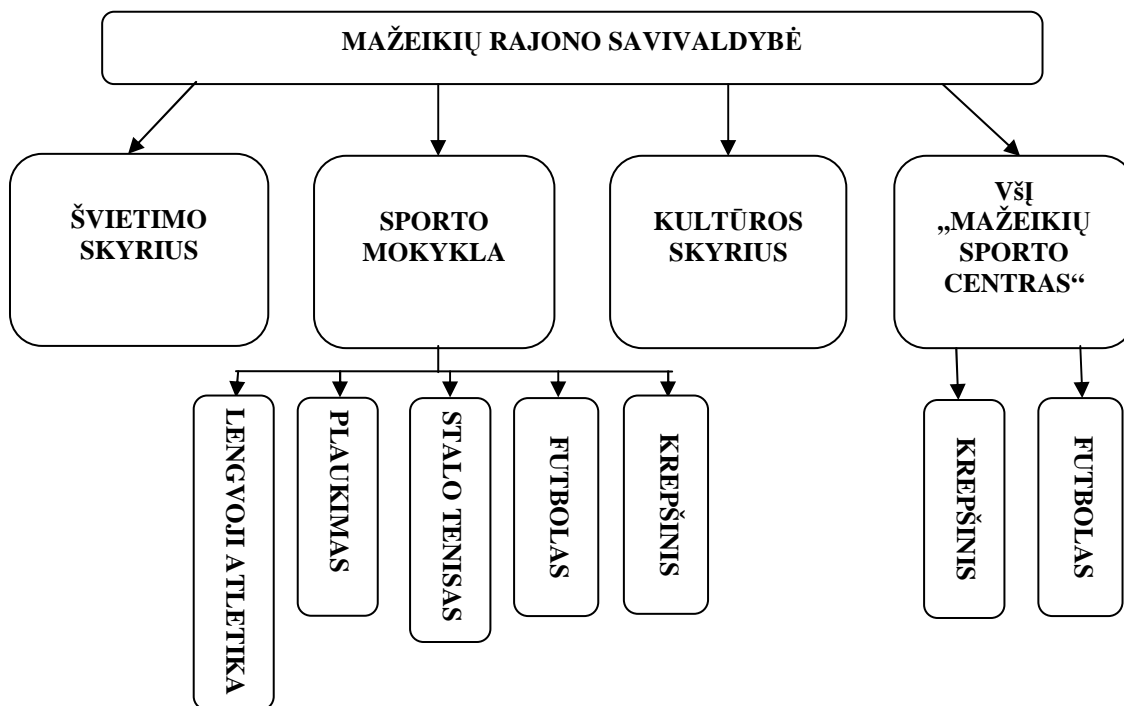 MAŽEIKIŲ RAJONO SAVIVALDYBĖ
ŠVIETIMO
SKYRIUS
SPORTO
MOKYKLA
KULTŪROS
SKYRIUS
VšĮ
„MAŽEIKIŲ
SPORTO
CENTRAS“
LENGVOJI ATLETIKA
PLAUKIMAS
STALO TENISAS
FUTBOLAS
KREPŠINIS
KREPŠINIS
FUTBOLAS